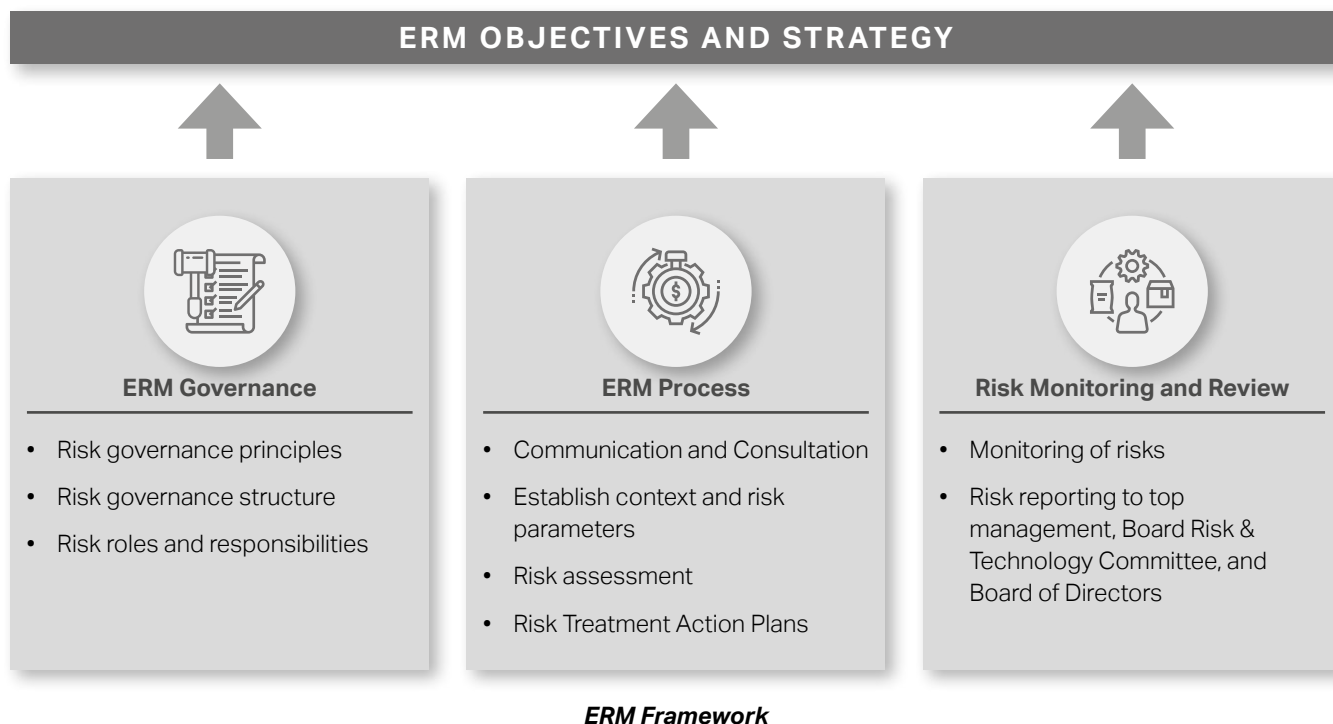 ERM OBJECTIVES AND STRATEGY
ERM Governance
• Risk governance principles
• Risk governance structure
• Risk roles and responsibilities
$
ERM Process
• Communication and Consultation
• Establish context and risk
parameters
• Risk assessment
• Risk Treatment Action Plans
Risk Monitoring and Review
• Monitoring of risks
• Risk reporting to top
management, Board Risk &
Technology Committee, and
Board of Directors
ERM Framework